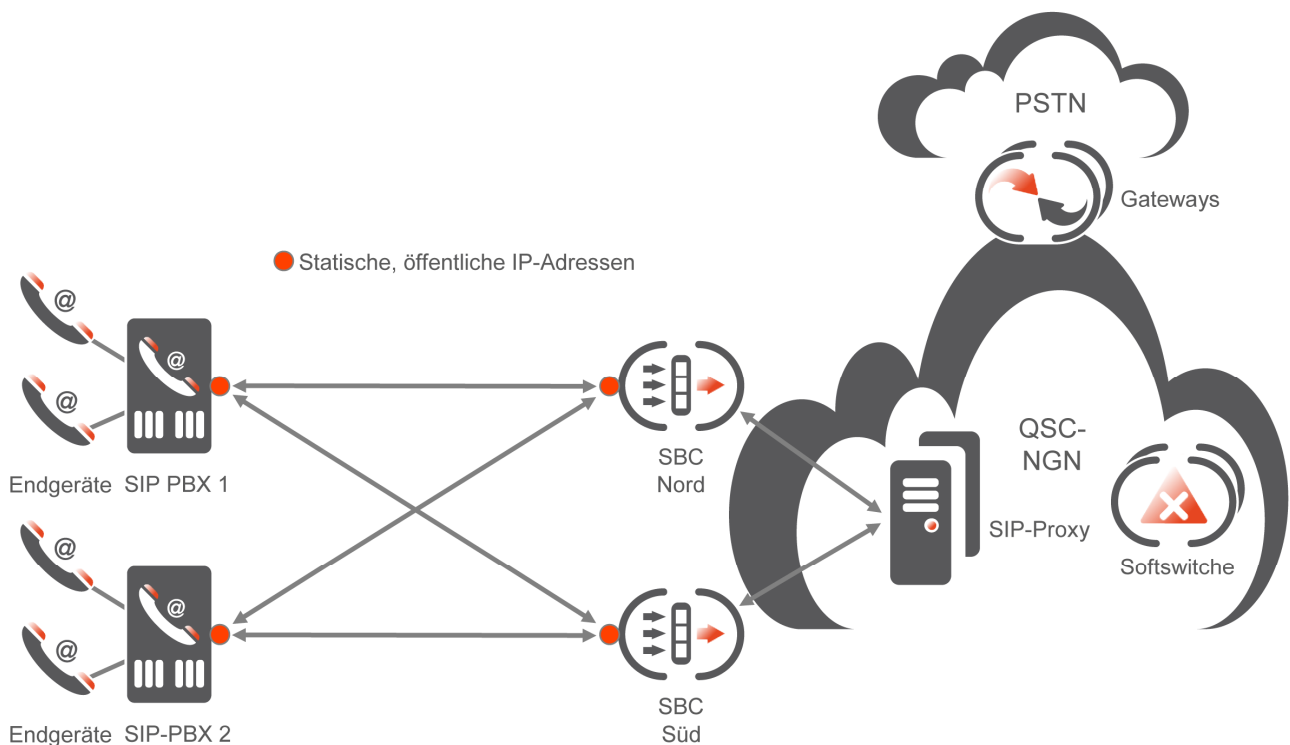 PSTN
Gateways
Statische, öffentliche IP-Adressen
@
@
@
@
Endgeräte
SIP PBX 1
SBC
Nord
QSC-
NGN
SIP-Proxy
Softswitche
@
@
@
Endgeräte
SIP-PBX 2
SBC
Süd